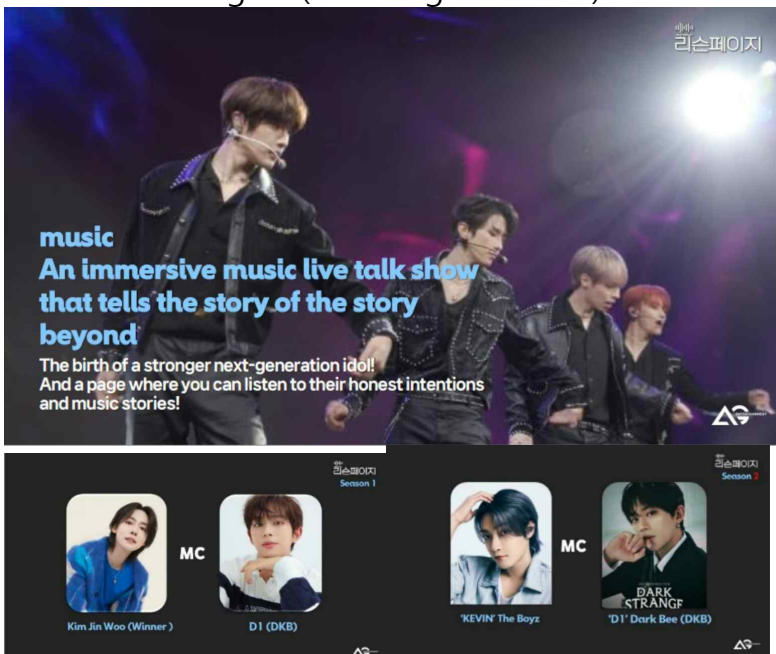 리슨페이지
music
An immersive music live talk show
that tells the story of the story
beyond
The birth of a stronger next-generation idol!
And a page where you can listen to their honest intentions
and music stories!
AG
리슨페이지
Season 1
MC
Kim Jin Woo (Winner )
D1 (DKB)
AG
리슨페이지
Season 2
MC
DARK
STRANGE
'KEVIN' The Boyz
'D1' Dark Bee (DKB)
AG